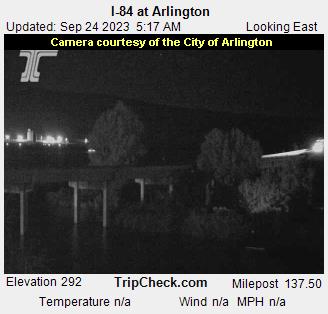 I-84 at Arlington
Updated: Sep 24 2023 5:17 AM Looking East
Camera courtesy of the City of Arlington
Elevation 292 TripCheck.com Milepost 137.50
Temperature n/a Wind n/a MPH n/a